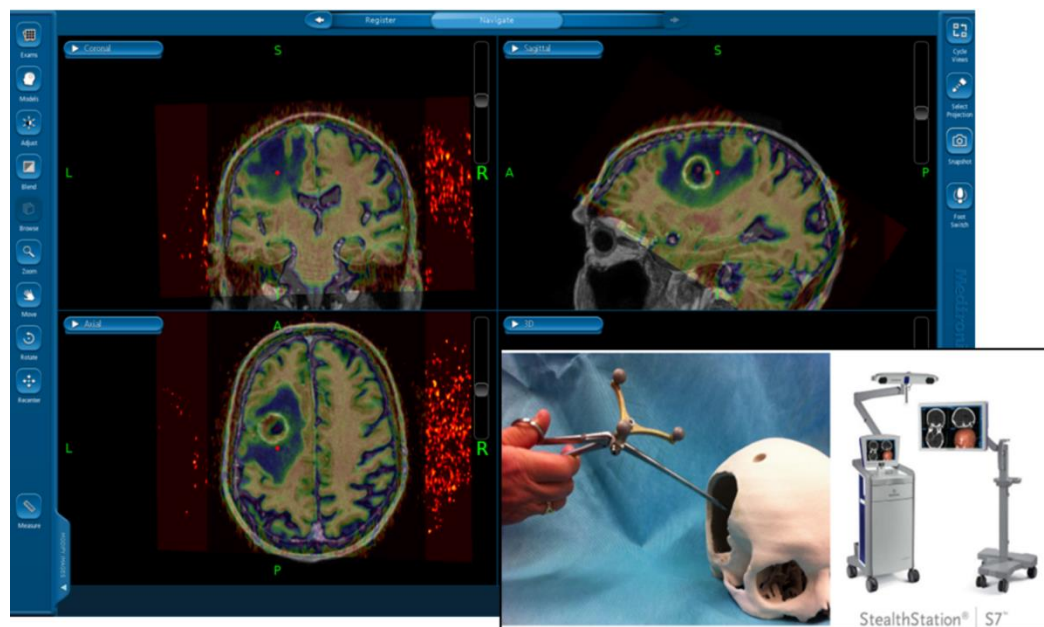 Register
Navigate
Exams
Models
Adjust
Blend
Browse
Zoom
Move
Rotate
Recenter
Measure
Coronal
S
L
R
Sagittal
S
A
P
Axial
A
L
R
P
3D
Cycle
Views
Select
Projection
Snapshot
Foot
Switch
Medtronic
StealthStation® | S7™